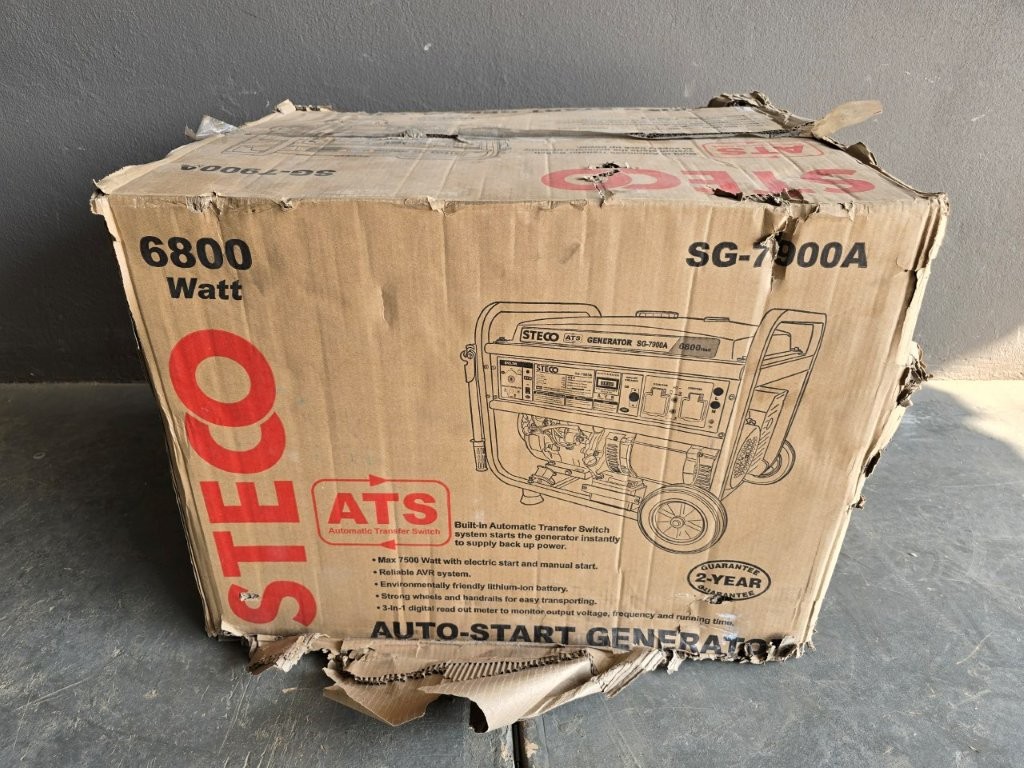 SG-7900A
STECO
ATS
6800
Watt
SG-7900A
STECO
STECO ATS GENERATOR SG-7900A 6800
STECO
ATS
Automatic Transfer Switch
Built-in Automatic Transfer Switch
system starts the generator instantly
to supply back up power.
• Max 7500 Watt with electric start and manual start.
• Reliable AVR system.
• Environmentally friendly lithium-ion battery.
• Strong wheels and handrails for easy transporting.
• 3-In-1 digital read out meter to monitor output voltage, frequency and running time.
GUARANTEE
2-YEAR
GUARANTEE
AUTO-START GENERATOR